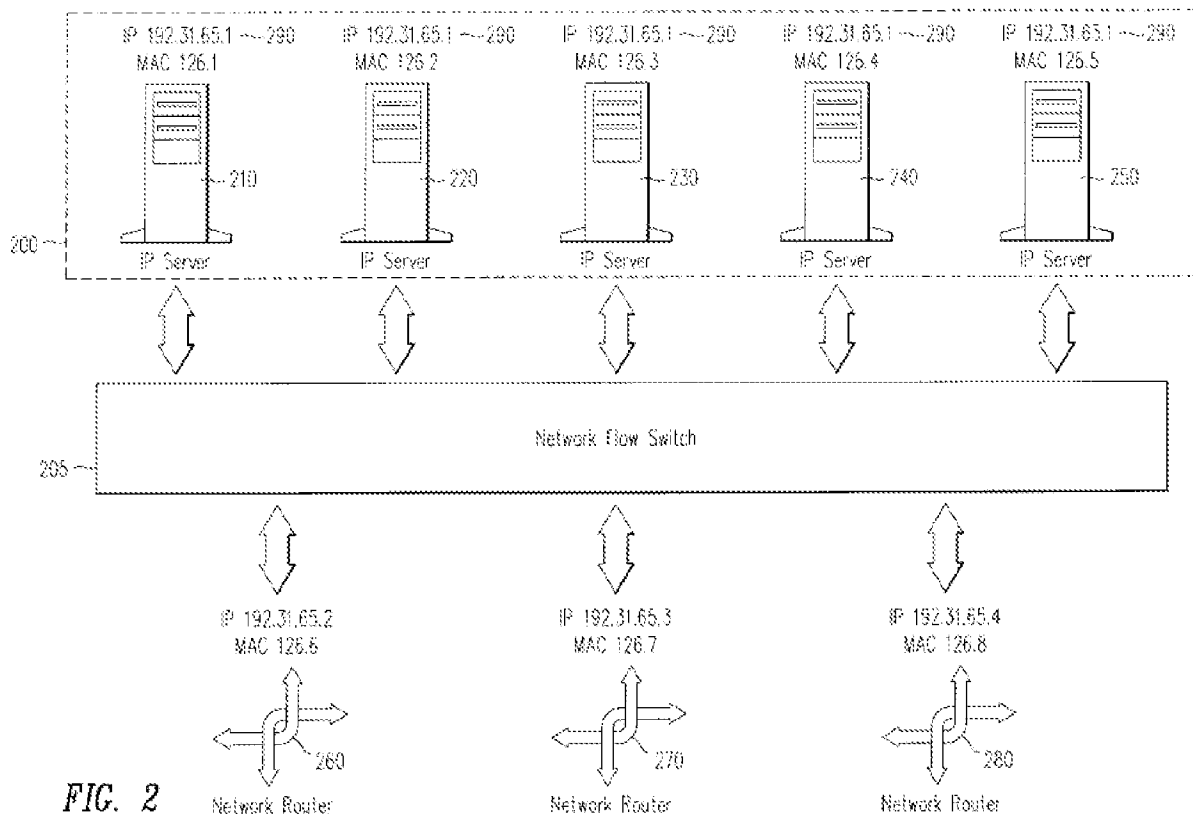 IP 192.31.65.1 290 IP 192.31.65.1 290 IP 192.31.65.1 290 IP 192.31.65.1 290 IP 192.31.65.1 290
MAC 126.1 MAC 126.2 MAC 126.3 MAC 126.4 MAC 126.5
210 220 230 240 250
200
IP Server IP Server IP Server IP Server IP Server
Network Flow Switch
205
IP 192.31.65.2 IP 192.31.65.3 IP 192.31.65.4
MAC 126.6 MAC 126.7 MAC 126.8
260 270 280
FIG. 2 Network Router Network Router Network Router